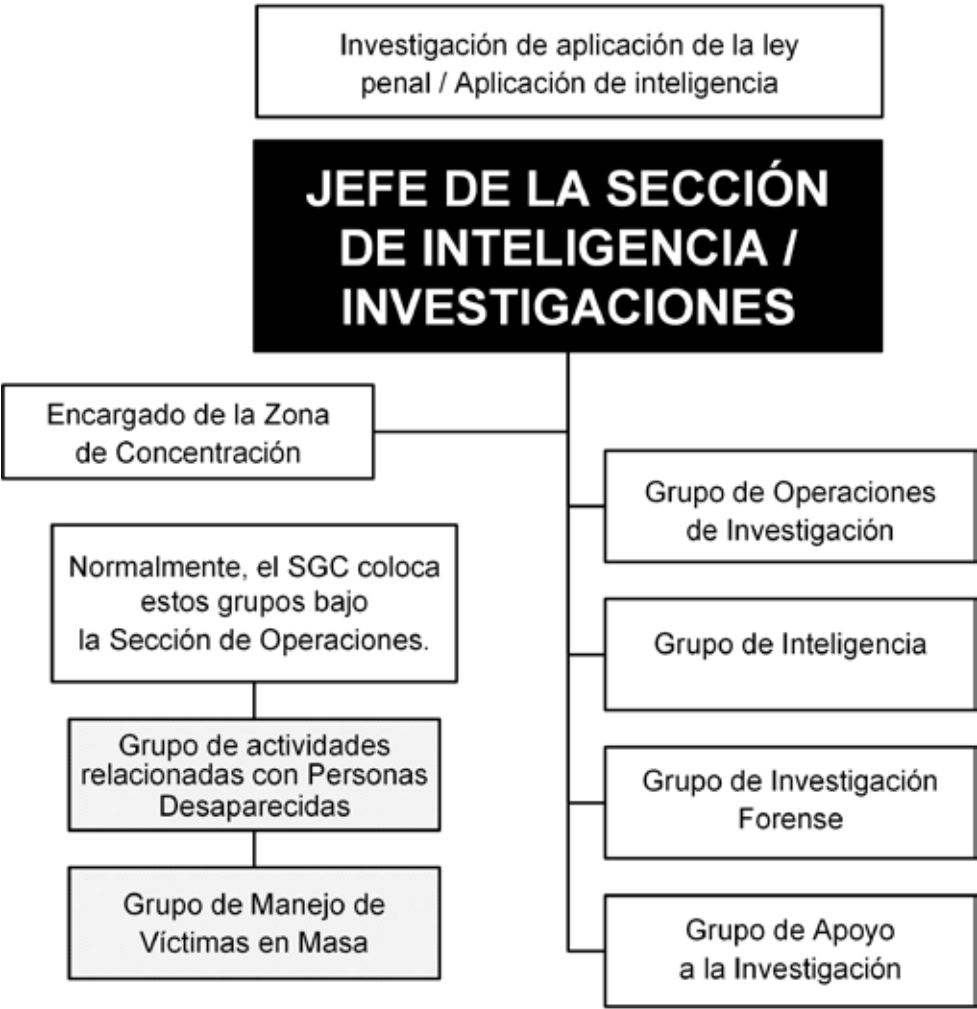 Investigación de aplicación de la ley
penal / Aplicación de inteligencia
JEFE DE LA SECCIÓN
DE INTELIGENCIA /
INVESTIGACIONES
Encargado de la Zona
de Concentración
Normalmente, el SGC coloca
estos grupos bajo
la Sección de Operaciones.
Grupo de actividades
relacionadas con Personas
Desaparecidas
Grupo de Manejo de
Víctimas en Masa
Grupo de Operaciones
de Investigación
Grupo de Inteligencia
Grupo de Investigación
Forense
Grupo de Apoyo
a la Investigación